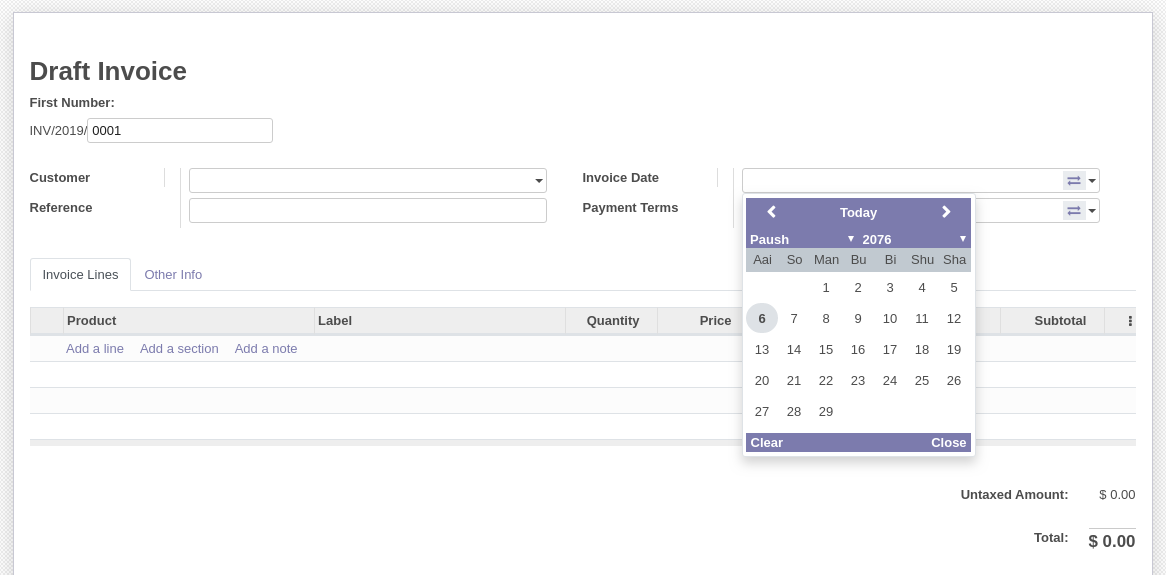 Draft Invoice
First Number:
INV/2019/ 0001
Customer
Invoice Date
Reference
Payment Terms
Today
Paush 2076
Aai So Man Bu Bi Shu Sha
1 2 3 4 5
6 7 8 9 10 11 12
13 14 15 16 17 18 19
20 21 22 23 24 25 26
27 28 29
Clear Close
Invoice Lines Other Info
Product Label Quantity Price Subtotal
Add a line Add a section Add a note
Untaxed Amount: $ 0.00
Total: $ 0.00